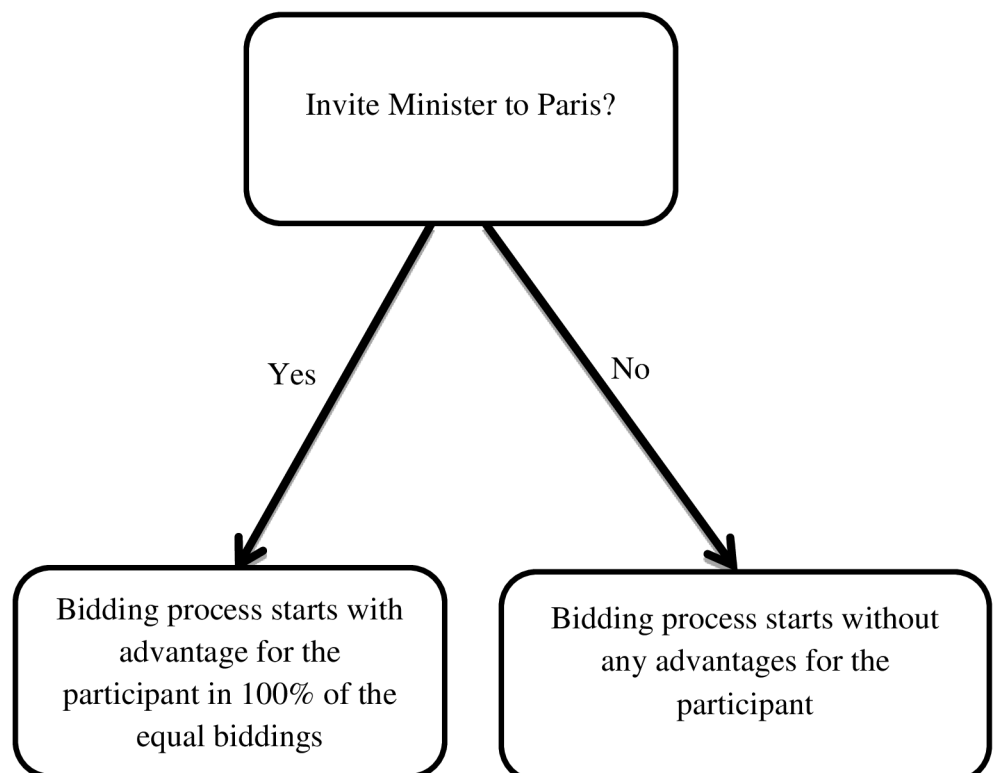 Invite Minister to Paris?
Yes
No
Bidding process starts with
advantage for the
participant in 100% of the
equal biddings
Bidding process starts without
any advantages for the
participant